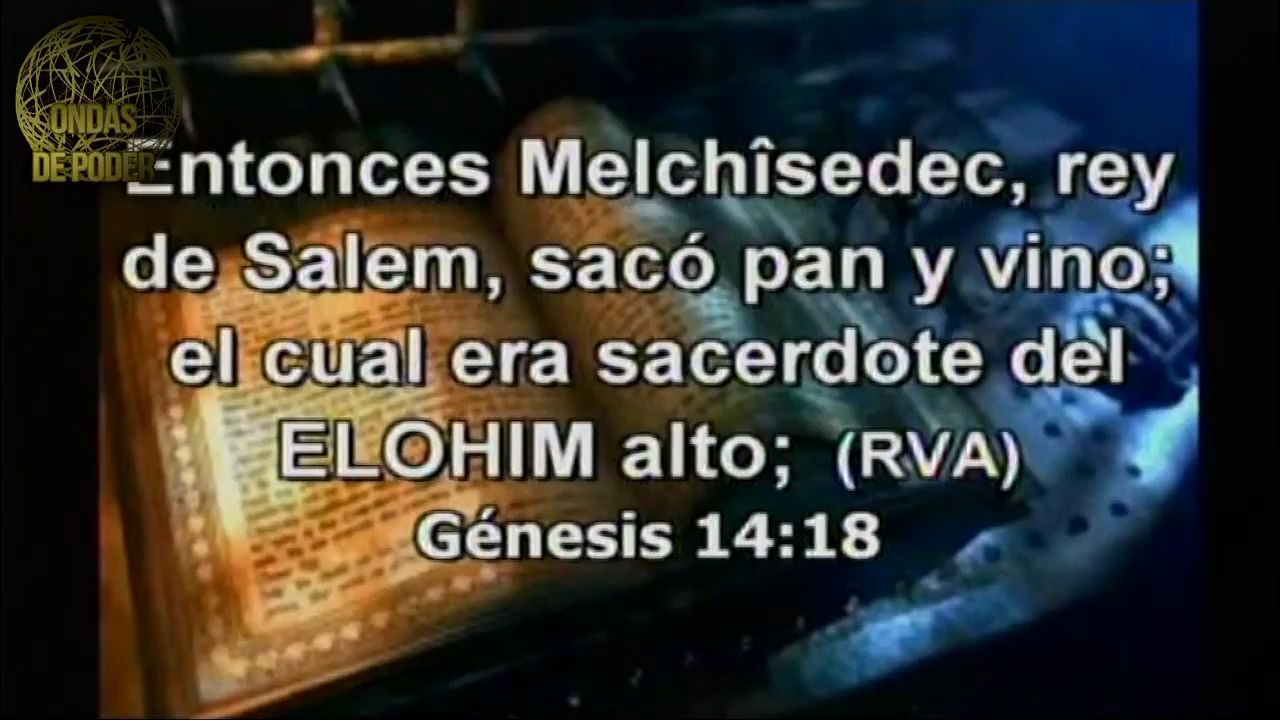 ONDAS
DE PODER
Entonces Melchîsedec, rey
de Salem, sacó pan y vino;
el cual era sacerdote del
ELOHIM alto; (RVA)
Génesis 14:18